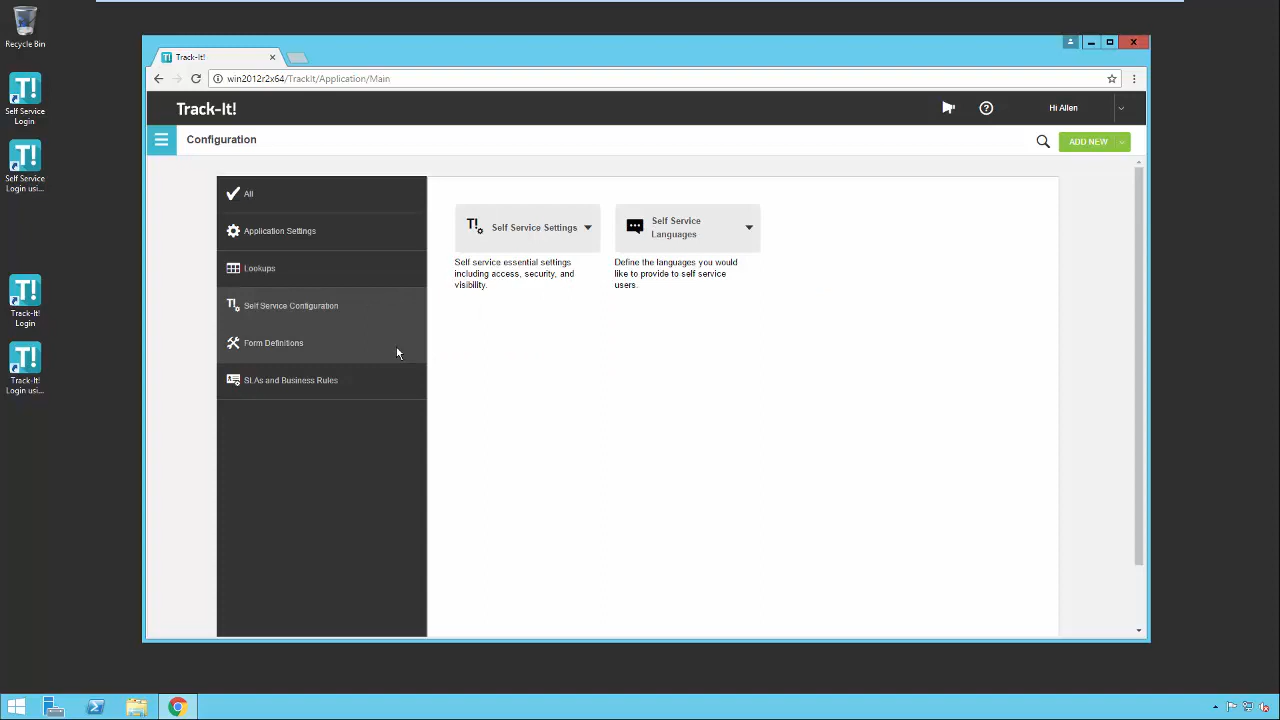 Recycle Bin
T!
Self Service
Login
T!
Self Service
Login usi...
T!
Track-It!
Login
T!
Track-It!
Login usi...
T! Track-It!
win2012r2x64/TrackIt/Application/Main
Track-It!
Hi Allen
Configuration
ADD NEW
All
Application Settings
Lookups
T! Self Service Configuration
Form Definitions
SLAs and Business Rules
T! Self Service Settings
Self service essential settings
including access, security, and
visibility.
Self Service
Languages
Define the languages you would
like to provide to self service
users.